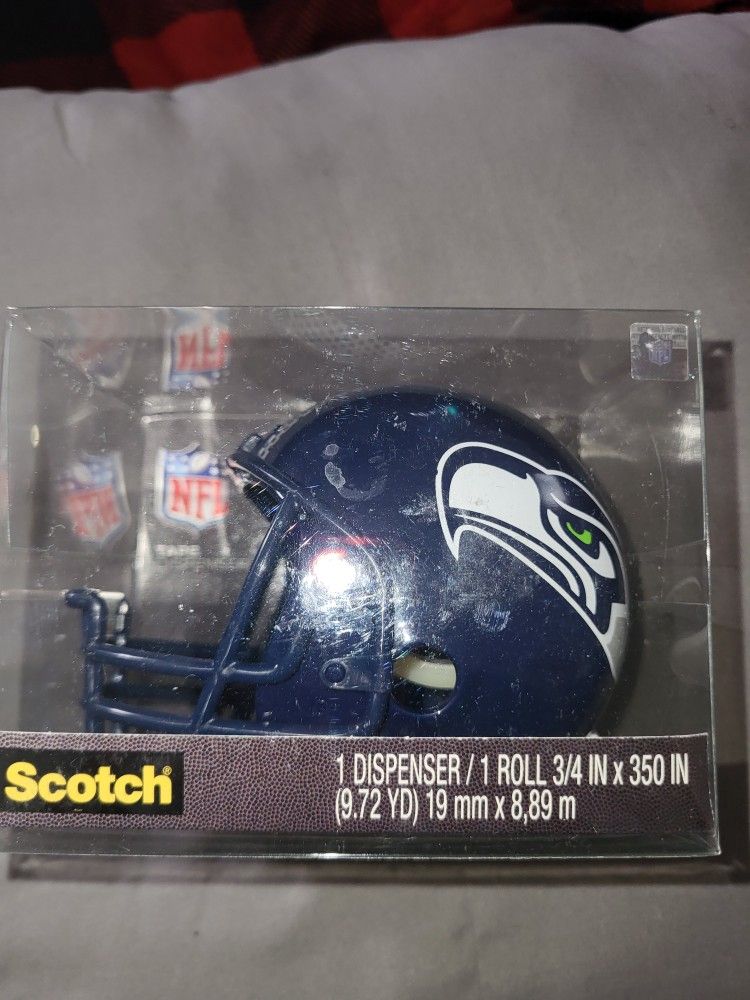 NFL
NFL
Scotch®
1 DISPENSER / 1 ROLL 3/4 IN x 350 IN
(9.72 YD) 19 mm x 8,89 m